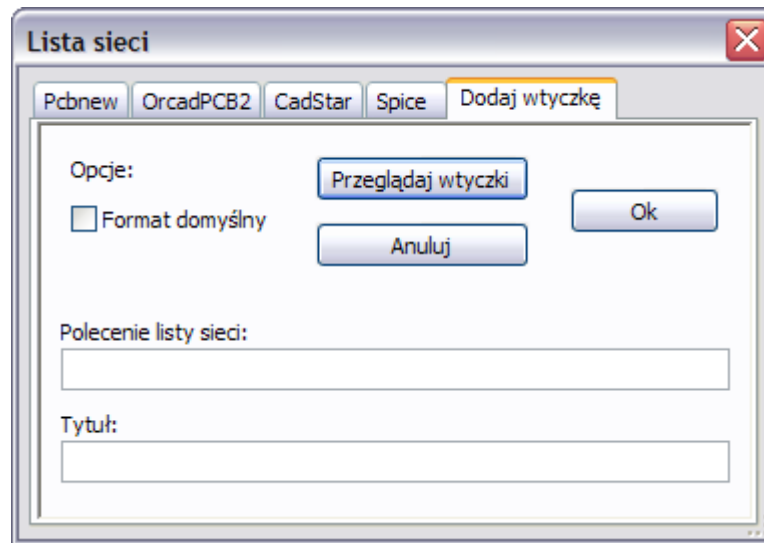 Lista sieci
Pcbnew OrcadPCB2 CadStar Spice Dodaj wtyczkę
Opcje:
Przeglądaj wtyczki
Ok
Format domyślny
Anuluj
Polecenie listy sieci:
Tytuł: